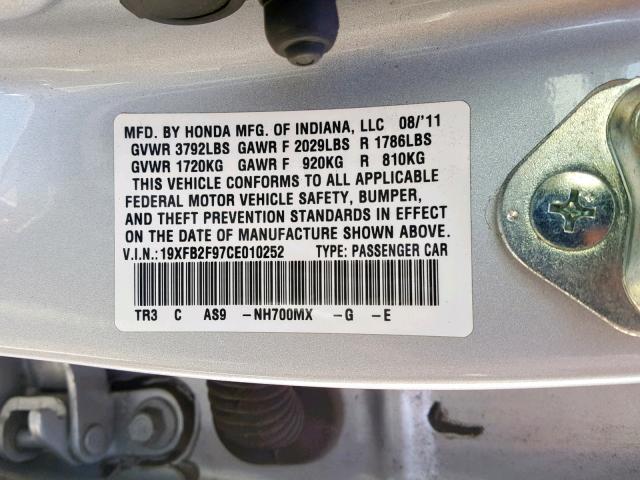 MFD. BY HONDA MFG. OF INDIANA, LLC 08/'11
GVWR 3792LBS GAWR F 2029LBS R 1786LBS
GVWR 1720KG GAWR F 920KG R 810KG
THIS VEHICLE CONFORMS TO ALL APPLICABLE
FEDERAL MOTOR VEHICLE SAFETY, BUMPER,
AND THEFT PREVENTION STANDARDS IN EFFECT
ON THE DATE OF MANUFACTURE SHOWN ABOVE.
V.I.N.:19XFB2F97CE010252 TYPE: PASSENGER CAR
TR3 C AS9 -NH700MX -G -E